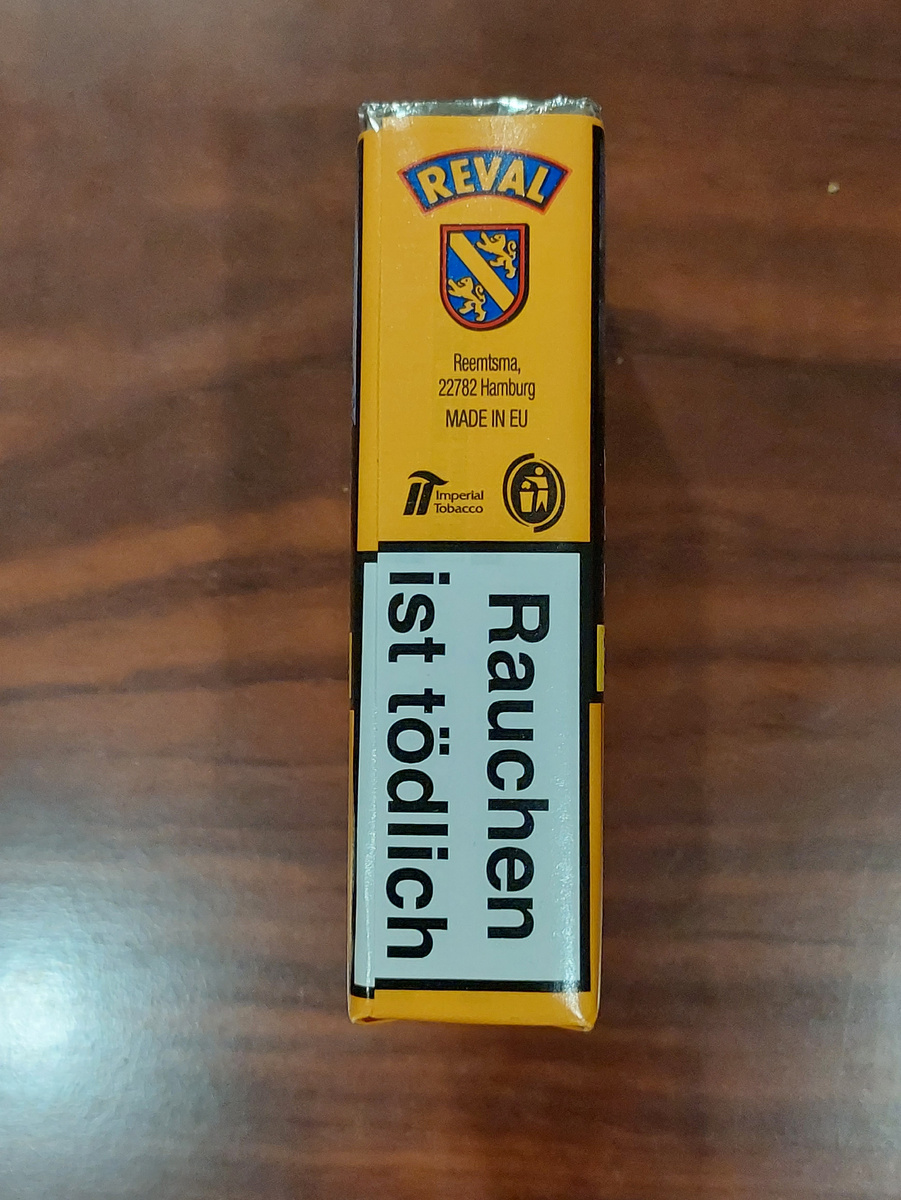 REVAL
Reemtsma,
22782 Hamburg
MADE IN EU
Imperial
Tobacco
Rauchen
ist tödlich